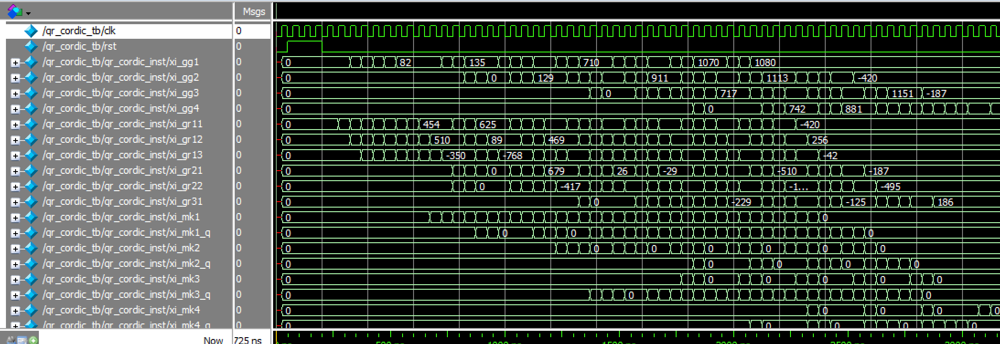 Msgs
/qr_cordic_tb/clk 0
/qr_cordic_tb/rst 0
/qr_cordic_tb/qr_cordic_inst/xi_gg1 0 0 82 135 710 1070 1080
/qr_cordic_tb/qr_cordic_inst/xi_gg2 0 0 0 129 911 1113 -420
/qr_cordic_tb/qr_cordic_inst/xi_gg3 0 0 0 717 1151 -187
/qr_cordic_tb/qr_cordic_inst/xi_gg4 0 0 0 742 881
/qr_cordic_tb/qr_cordic_inst/xi_gr11 0 0 454 625 -420
/qr_cordic_tb/qr_cordic_inst/xi_gr12 0 0 510 89 469 256
/qr_cordic_tb/qr_cordic_inst/xi_gr13 0 0 -350 -768 -42
/qr_cordic_tb/qr_cordic_inst/xi_gr21 0 0 0 679 26 -29 -510 -187
/qr_cordic_tb/qr_cordic_inst/xi_gr22 0 0 0 -417 -1... -495
/qr_cordic_tb/qr_cordic_inst/xi_gr31 0 0 0 -229 -125 186
/qr_cordic_tb/qr_cordic_inst/xi_mk1 0 0 0
/qr_cordic_tb/qr_cordic_inst/xi_mk1_q 0 0 0 0 0
/qr_cordic_tb/qr_cordic_inst/xi_mk2 0 0 0 0 0 0 0 0
/qr_cordic_tb/qr_cordic_inst/xi_mk2_q 0 0 0 0 0 0
/qr_cordic_tb/qr_cordic_inst/xi_mk3 0 0 0 0 0 0 0
/qr_cordic_tb/qr_cordic_inst/xi_mk3_q 0 0 0 0
/qr_cordic_tb/qr_cordic_inst/xi_mk4 0 0 0 0 0 0
/qr_cordic_tb/qr_cordic_inst/xi_mk4_q 0 0 0 0 0 0
Now 725 ns